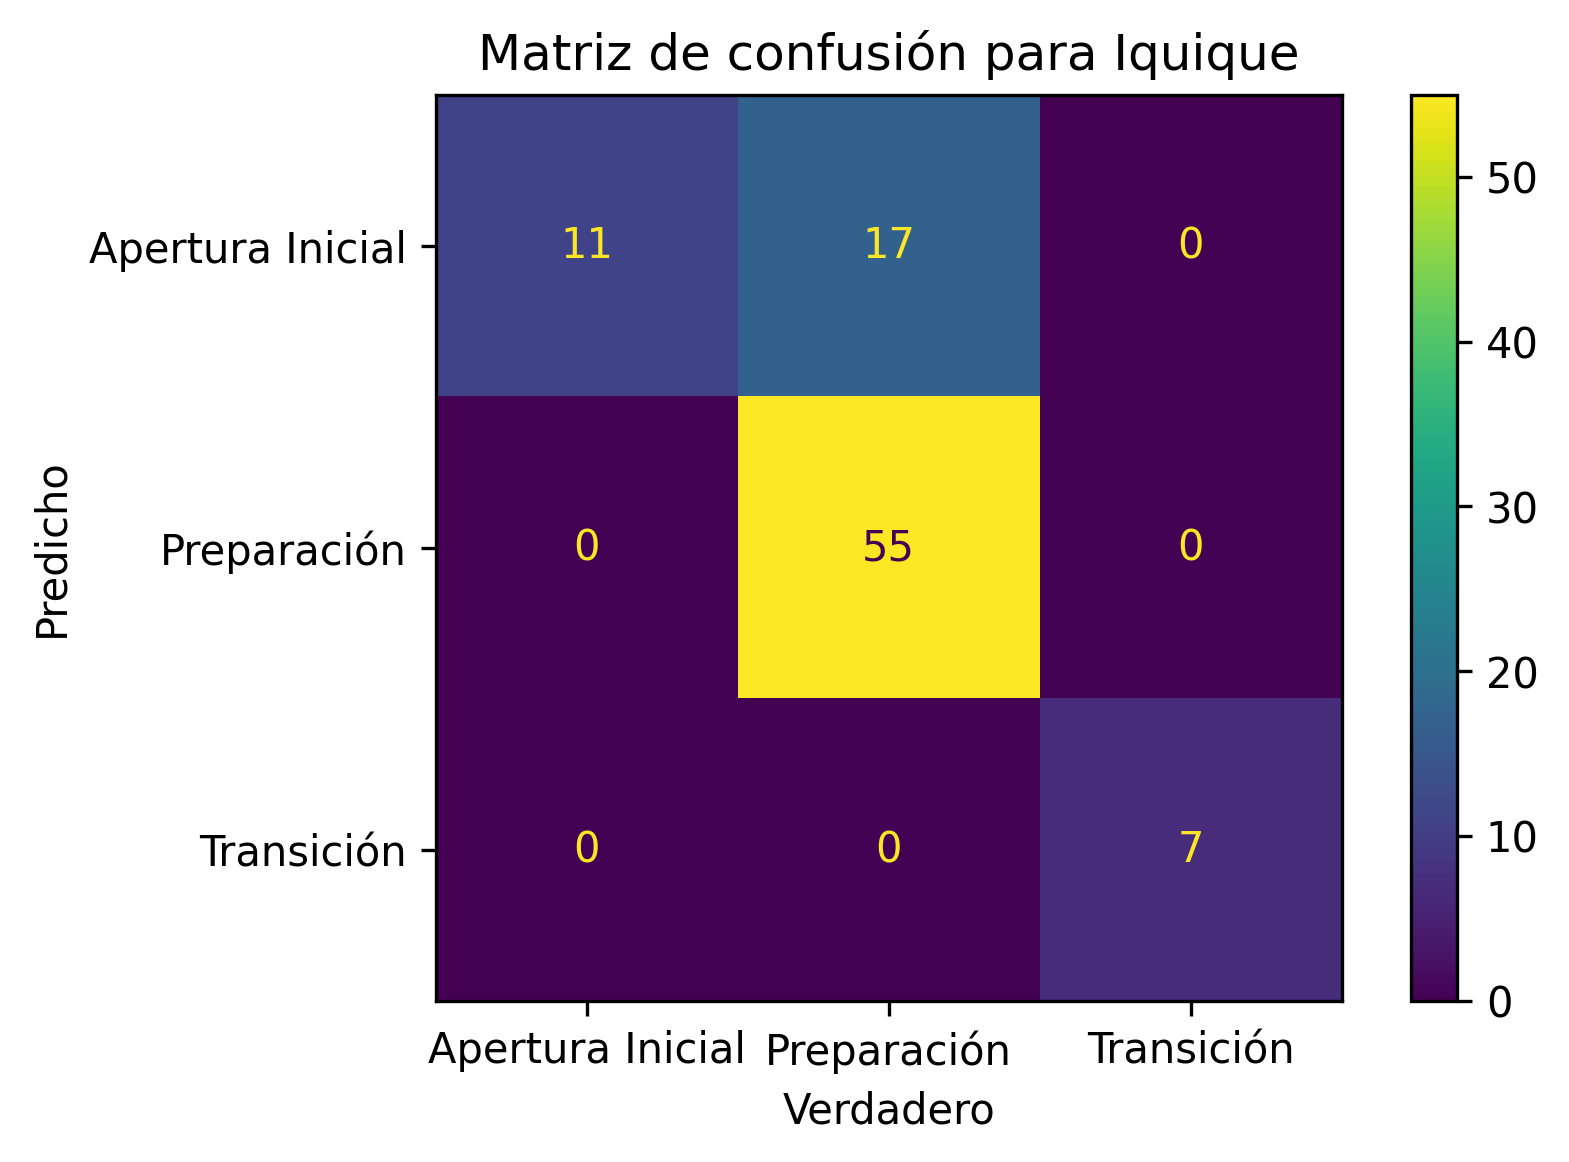 Matriz de confusión para Iquique
Predicho
Apertura Inicial
11
17
0
Preparación
0
55
0
Transición
0
0
7
Apertura Inicial
Preparación
Transición
Verdadero
50
40
30
20
10
0